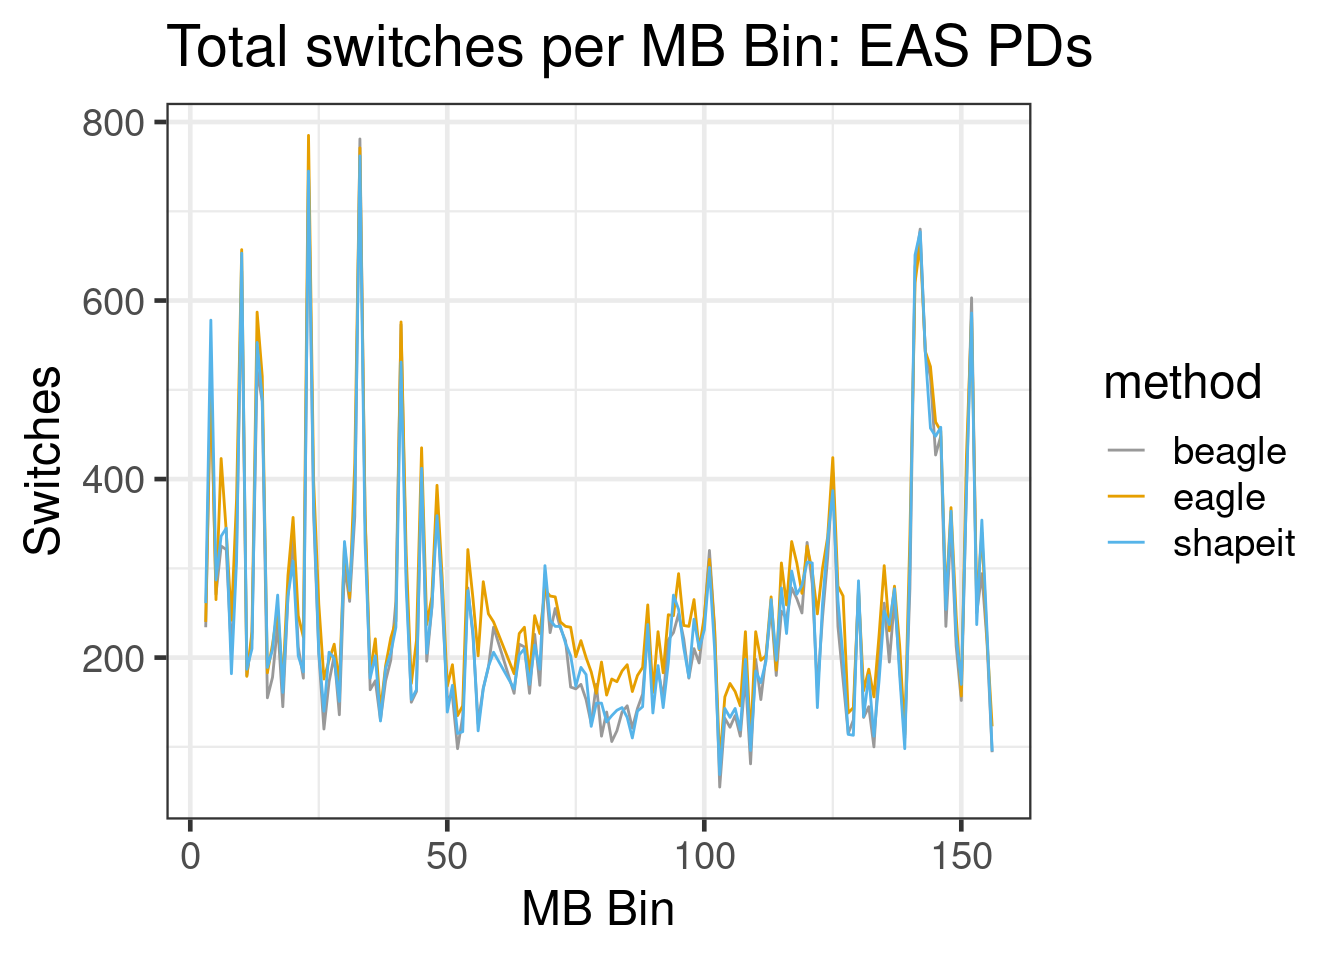 Total switches per MB Bin: EAS PDs
800
600
400
200
Switches
0
50
100
150
MB Bin
method
beagle
eagle
shapeit